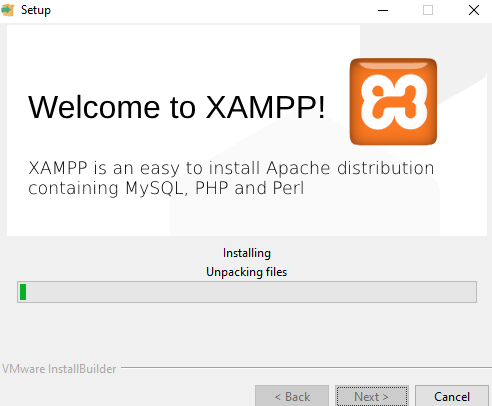 Setup
Welcome to XAMPP!
XAMPP is an easy to install Apache distribution
containing MySQL, PHP and Perl
Installing
Unpacking files
VMware InstallBuilder
< Back
Next >
Cancel